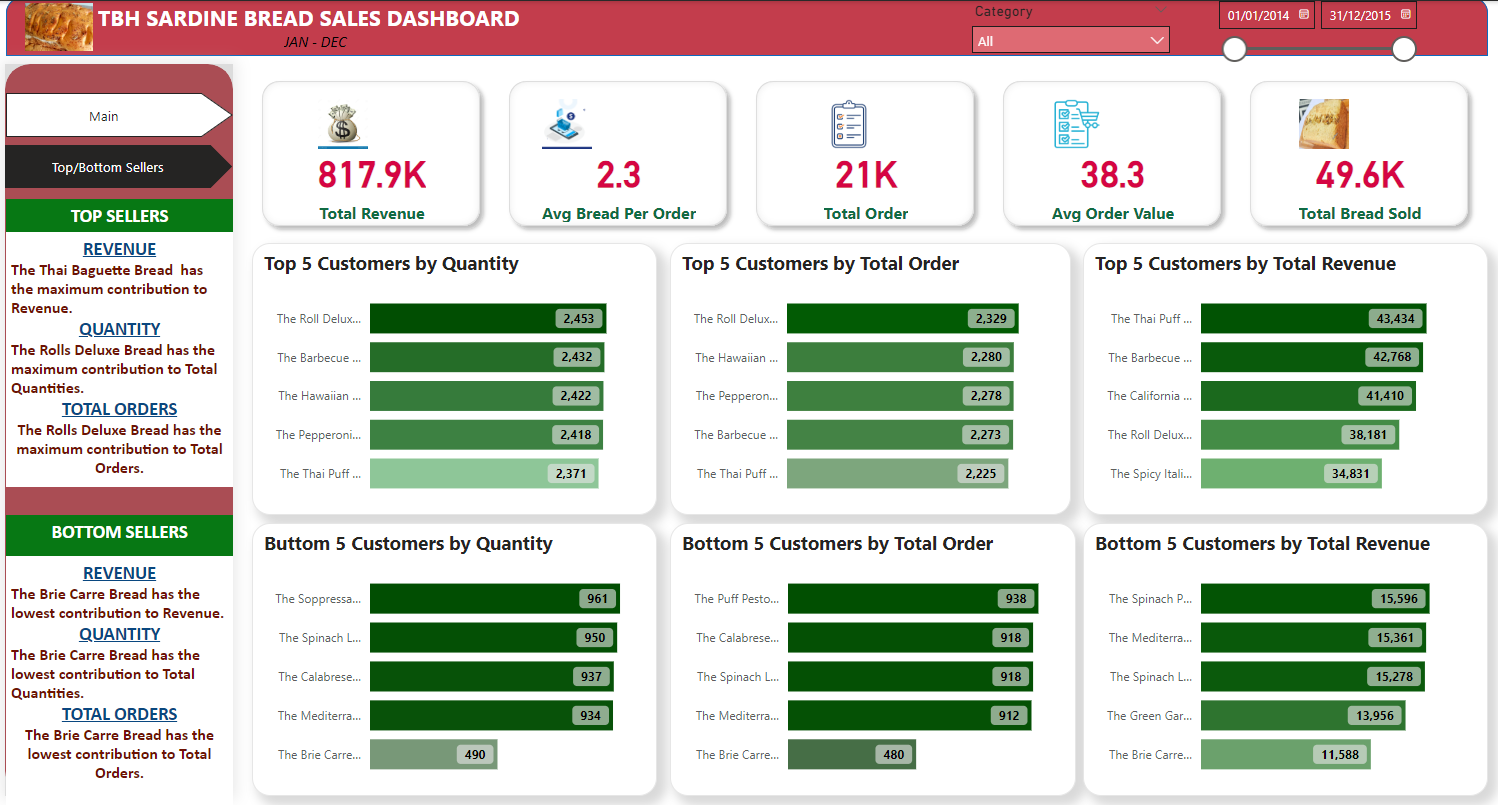 TBH SARDINE BREAD SALES DASHBOARD
JAN - DEC
Category
All
01/01/2014
31/12/2015
Main
Top/Bottom Sellers
TOP SELLERS
REVENUE
The Thai Baguette Bread has
the maximum contribution to
Revenue.
QUANTITY
The Rolls Deluxe Bread has the
maximum contribution to Total
Quantities.
TOTAL ORDERS
The Rolls Deluxe Bread has the
maximum contribution to Total
Orders.
BOTTOM SELLERS
REVENUE
The Brie Carre Bread has the
lowest contribution to Revenue.
QUANTITY
The Brie Carre Bread has the
lowest contribution to Total
Quantities.
TOTAL ORDERS
The Brie Carre Bread has the
lowest contribution to Total
Orders.
817.9K
Total Revenue
2.3
Avg Bread Per Order
21K
Total Order
38.3
Avg Order Value
49.6K
Total Bread Sold
Top 5 Customers by Quantity
The Roll Delux... 2,453
The Barbecue ... 2,432
The Hawaiian ... 2,422
The Pepperoni... 2,418
The Thai Puff ... 2,371
Top 5 Customers by Total Order
The Roll Delux... 2,329
The Hawaiian ... 2,280
The Pepperon... 2,278
The Barbecue ... 2,273
The Thai Puff ... 2,225
Top 5 Customers by Total Revenue
The Thai Puff ... 43,434
The Barbecue ... 42,768
The California ... 41,410
The Roll Delux... 38,181
The Spicy Itali... 34,831
Buttom 5 Customers by Quantity
The Soppressa... 961
The Spinach L... 950
The Calabrese... 937
The Mediterra... 934
The Brie Carre... 490
Bottom 5 Customers by Total Order
The Puff Pesto... 938
The Calabrese... 918
The Spinach L... 918
The Mediterra... 912
The Brie Carre... 480
Bottom 5 Customers by Total Revenue
The Spinach P... 15,596
The Mediterra... 15,361
The Spinach L... 15,278
The Green Gar... 13,956
The Brie Carre... 11,588